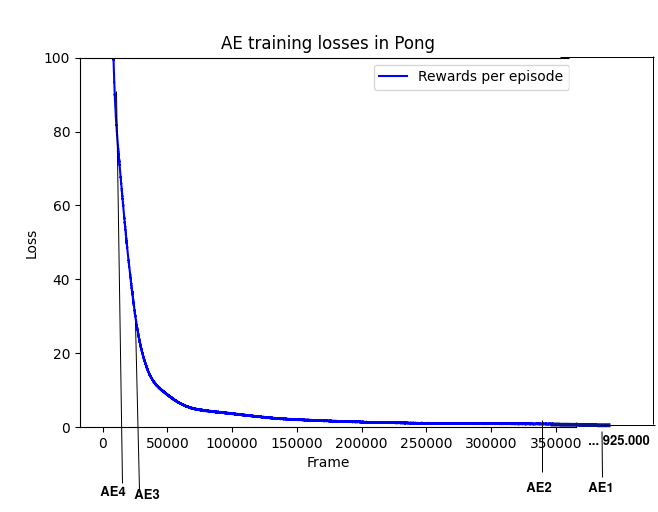 AE training losses in Pong
Rewards per episode
100
80
60
40
20
0
Loss
0 50000 100000 150000 200000 250000 300000 350000 ... 925.000
Frame
AE4 AE3 AE2 AE1